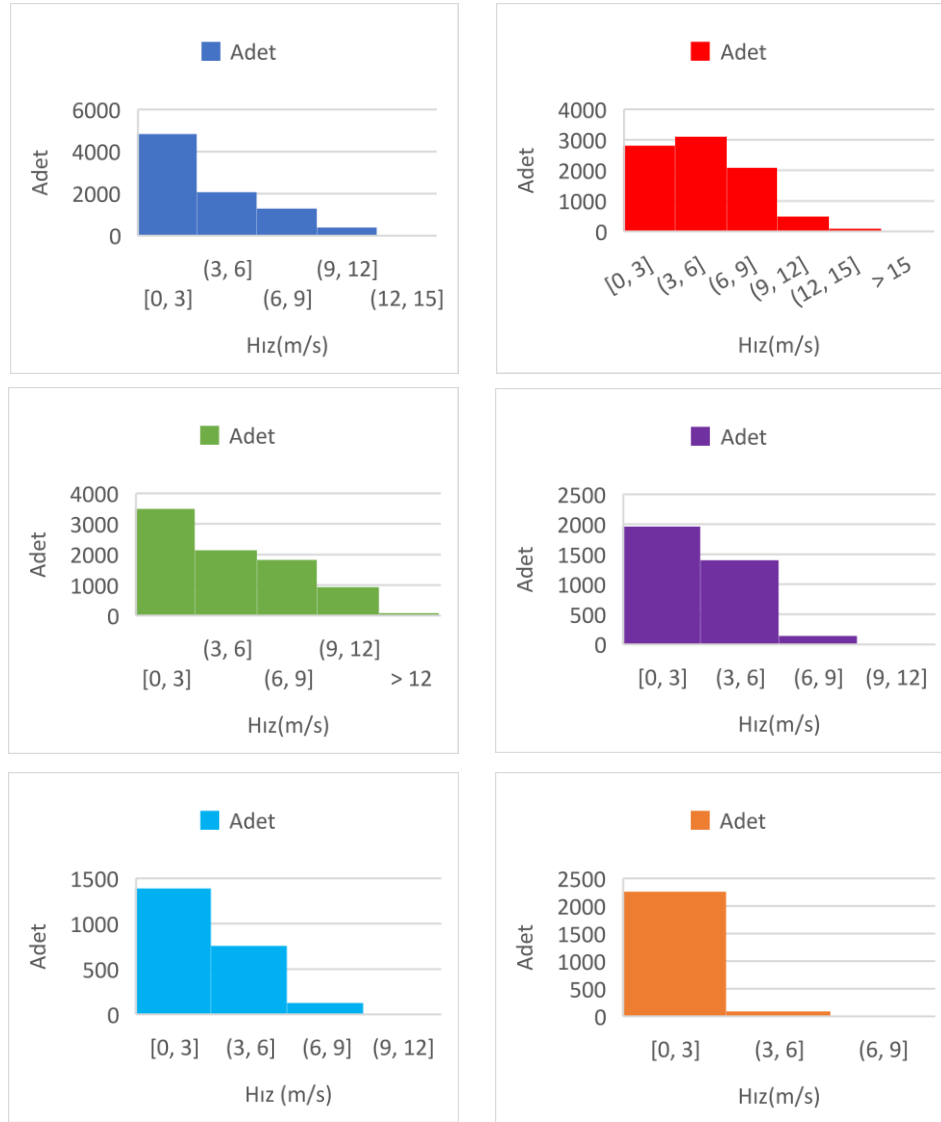 Adet
6000
4000
2000
0
Adet
(3, 6] (9, 12]
[0, 3] (6, 9] (12, 15]
Hız(m/s)
Adet
4000
3000
2000
1000
0
Adet
[0, 3] (3, 6] (6, 9] (9, 12] (12, 15] > 15
Hız(m/s)
Adet
4000
3000
2000
1000
0
Adet
(3, 6] (9, 12]
[0, 3] (6, 9] > 12
Hız(m/s)
Adet
2500
2000
1500
1000
500
0
Adet
[0, 3] (3, 6] (6, 9] (9, 12]
Hız(m/s)
Adet
1500
1000
500
0
Adet
[0, 3] (3, 6] (6, 9] (9, 12]
Hız (m/s)
Adet
2500
2000
1500
1000
500
0
Adet
[0, 3] (3, 6] (6, 9]
Hız(m/s)